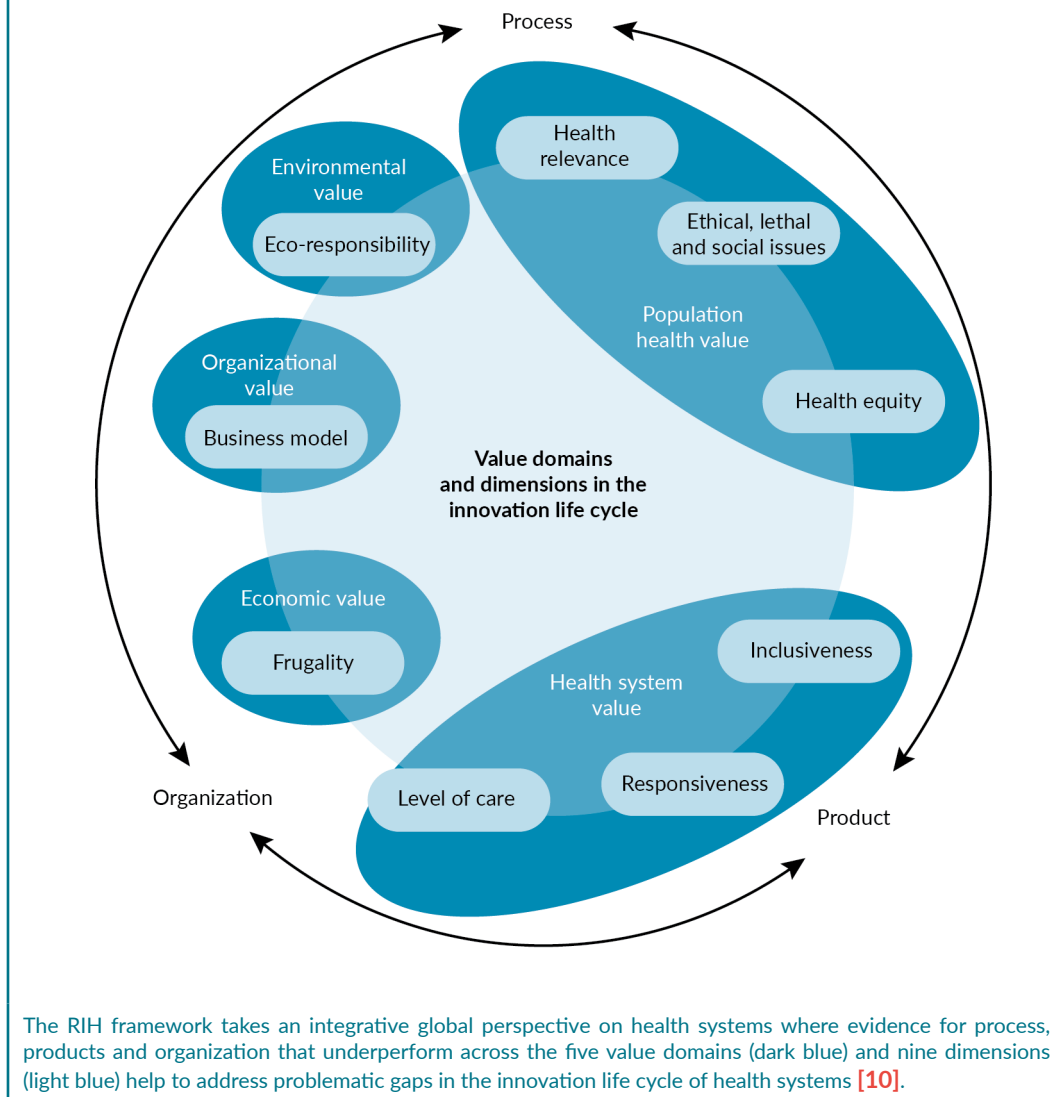 Process
Health
relevance
Environmental
value
Eco-responsibility
Ethical, lethal
and social issues
Population
health value
Organizational
value
Business model
Health equity
Value domains
and dimensions in the
innovation life cycle
Economic value
Frugality
Inclusiveness
Health system
value
Level of care
Responsiveness
Organization
Product
The RIH framework takes an integrative global perspective on health systems where evidence for process,
products and organization that underperform across the five value domains (dark blue) and nine dimensions
(light blue) help to address problematic gaps in the innovation life cycle of health systems [10].